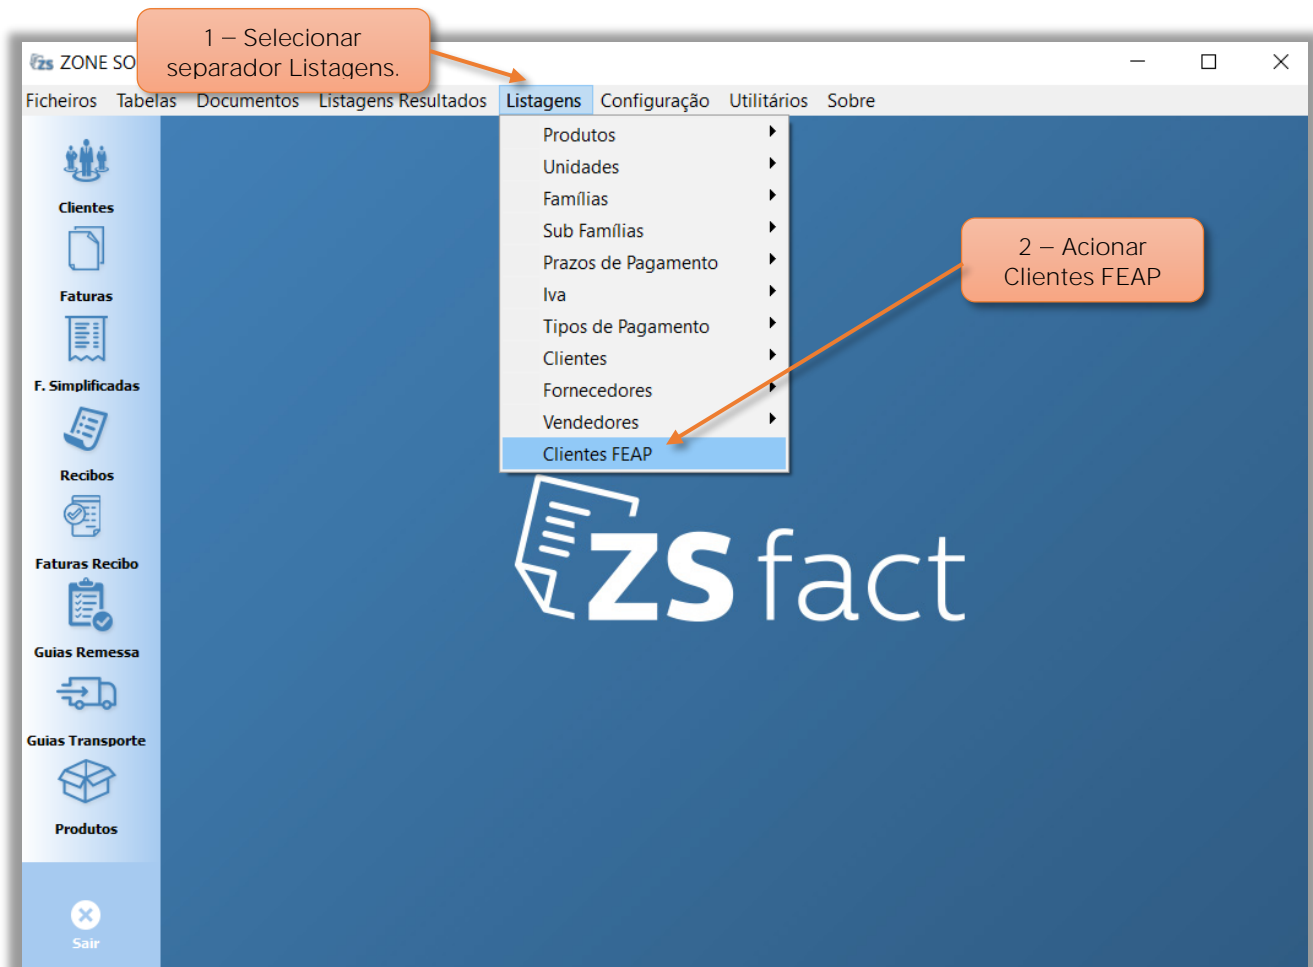 1 – Selecionar
separador Listagens.
zs ZONE SO
Ficheiros Tabelas Documentos Listagens Resultados Listagens Configuração Utilitários Sobre
Produtos
Unidades
Famílias
Sub Famílias
Prazos de Pagamento
Iva
Tipos de Pagamento
Clientes
Fornecedores
Vendedores
Clientes FEAP
2 – Acionar
Clientes FEAP
Clientes
Faturas
F. Simplificadas
Recibos
Faturas Recibo
Guias Remessa
Guias Transporte
Produtos
Sair
zs fact